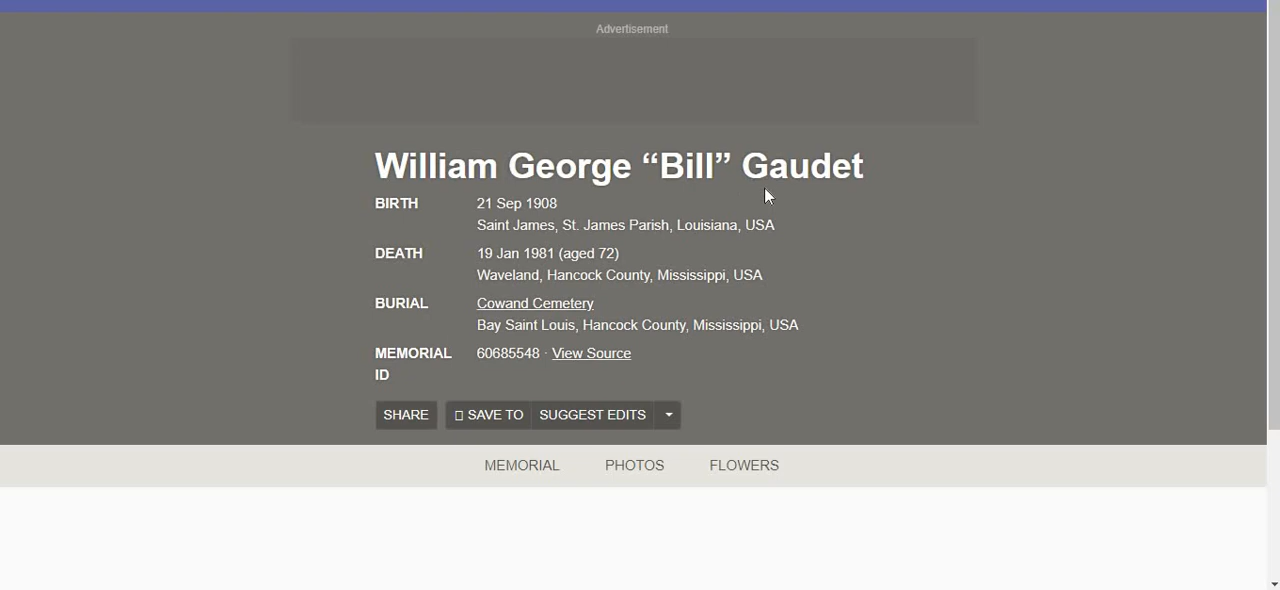 Advertisement
William George “Bill” Gaudet
BIRTH 21 Sep 1908
Saint James, St. James Parish, Louisiana, USA
DEATH 19 Jan 1981 (aged 72)
Waveland, Hancock County, Mississippi, USA
BURIAL Cowand Cemetery
Bay Saint Louis, Hancock County, Mississippi, USA
MEMORIAL 60685548 · View Source
ID
SHARE SAVE TO SUGGEST EDITS
MEMORIAL PHOTOS FLOWERS